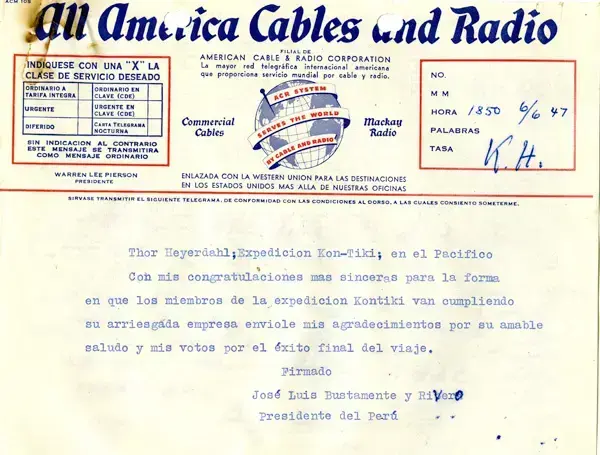 ACM 10S
All America Cables and Radio
INDIQUESE CON UNA "X" LA
CLASE DE SERVICIO DESEADO
ORDINARIO A
TARIFA INTEGRA
ORDINARIO EN
CLAVE (CDE)
URGENTE
URGENTE EN
CLAVE (CDE)
DIFERIDO
CARTA TELEGRAMA
NOCTURNA
SIN INDICACION AL CONTRARIO
ESTE MENSAJE SE TRANSMITIRA
COMO MENSAJE ORDINARIO
WARREN LEE PIERSON
PRESIDENTE
FILIAL DE
AMERICAN CABLE & RADIO CORPORATION
La mayor red telegráfica internacional americana
que proporciona servicio mundial por cable y radio.
Commercial
Cables
ACR SYSTEM
SERVES THE WORLD
BY CABLE AND RADIO
Mackay
Radio
ENLAZADA CON LA WESTERN UNION PARA LAS DESTINACIONES
EN LOS ESTADOS UNIDOS MAS ALLA DE NUESTRAS OFICINAS
NO.
M M
HORA 1850 6/6 47
PALABRAS
TASA K. H.
SIRVASE TRANSMITIR EL SIGUIENTE TELEGRAMA, DE CONFORMIDAD CON LAS CONDICIONES AL DORSO, A LAS CUALES CONSIENTO SOMETERME.
Thor Heyerdahl;Expedicion Kon-Tiki; en el Pacifico
Con mis congratulaciones mas sinceras para la forma
en que los miembros de la expedicion Kontiki van cumpliendo
su arriesgada empresa enviole mis agradecimientos por su amable
saludo y mis votos por el éxito final del viaje.
Firmado
José Luis Bustamente y Rivero
Presidente del Perú